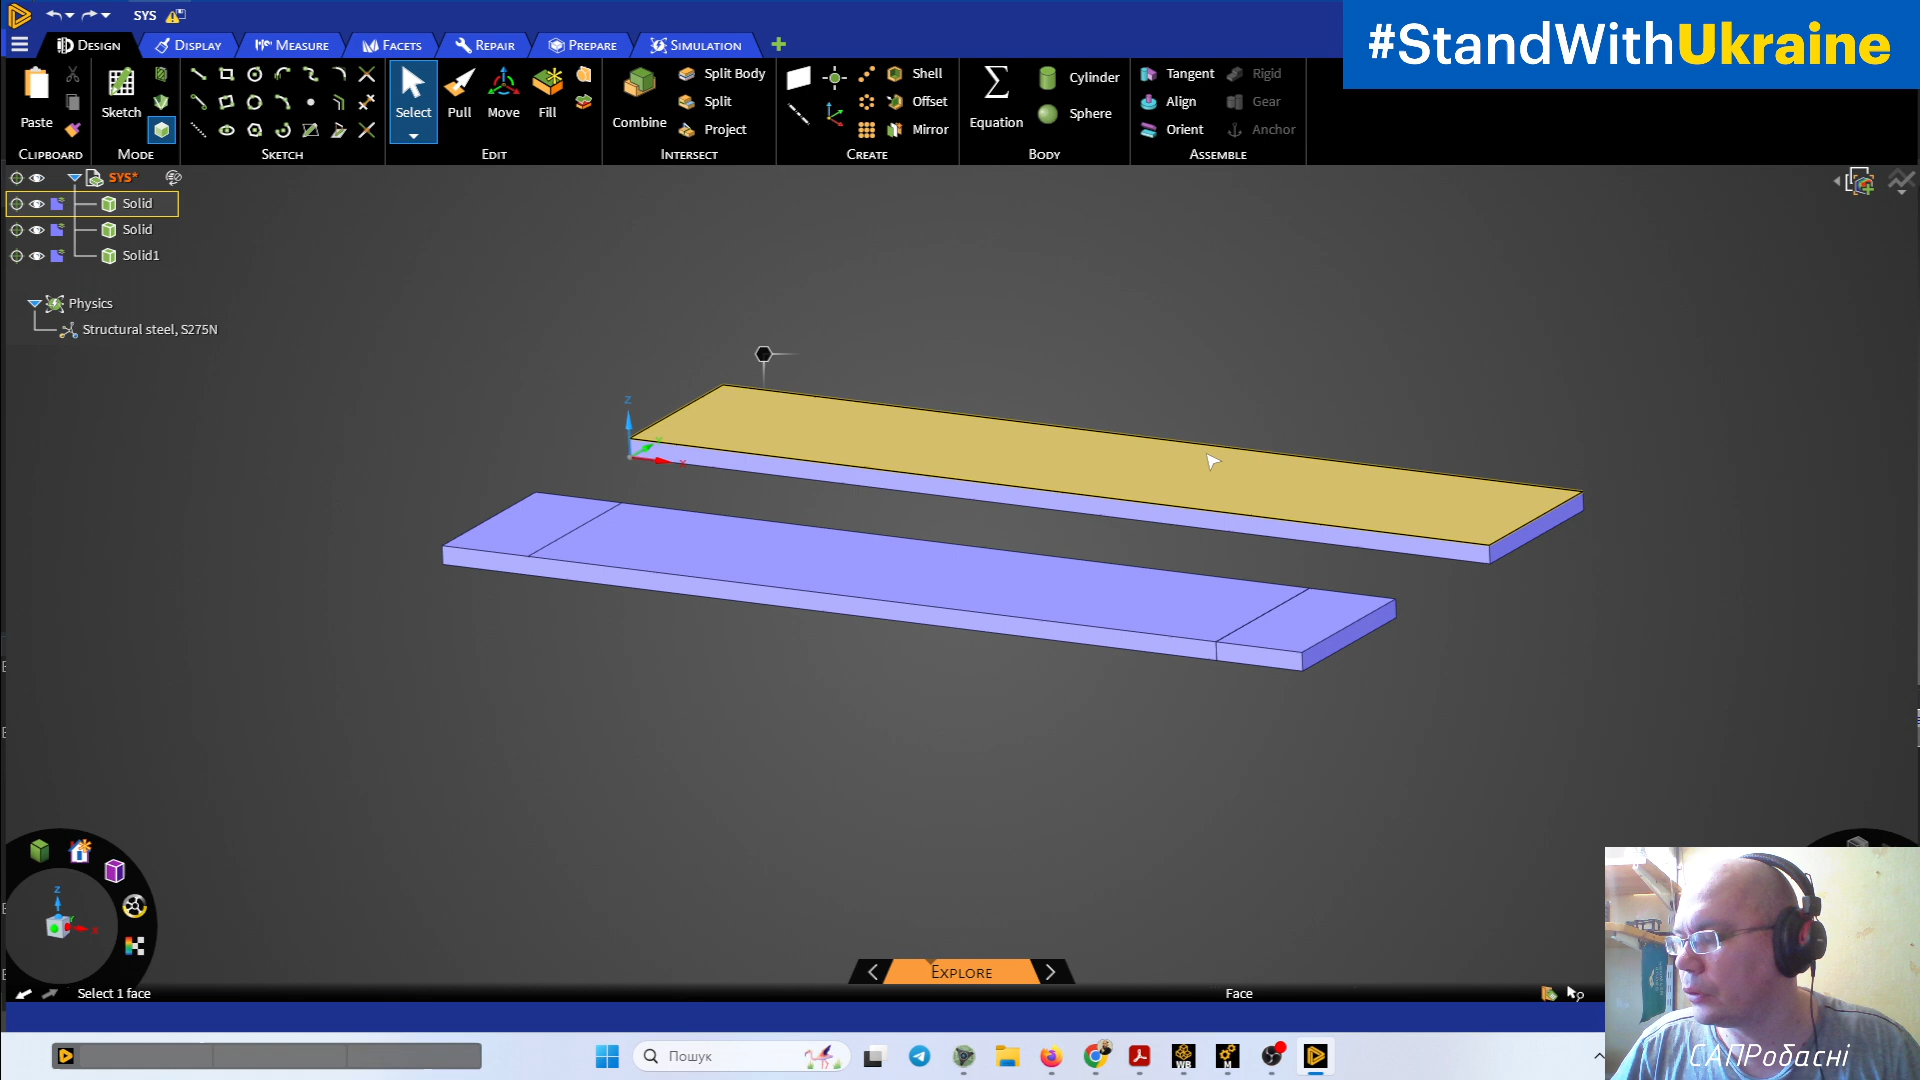 SYS
#StandWithUkraine
DESIGN DISPLAY MEASURE FACETS REPAIR PREPARE SIMULATION
Paste Sketch Select Pull Move Fill Combine Split Body Split Project Shell Offset Mirror Equation Cylinder Sphere Tangent Align Orient Rigid Gear Anchor
CLIPBOARD MODE SKETCH EDIT INTERSECT CREATE BODY ASSEMBLE
SYS*
Solid
Solid
Solid1
Physics
Structural steel, S275N
Z
X
Z
X
EXPLORE
Select 1 face
Face
Пошук
WB
M
САПРобасні